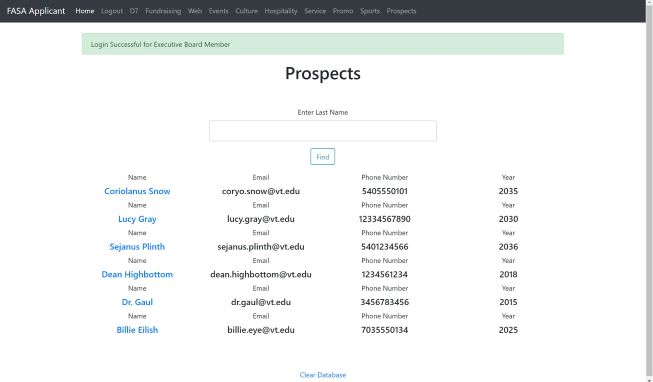 FASA Applicant Home Logout D7 Fundraising Web Events Culture Hospitality Service Promo Sports Prospects
Login Successful for Executive Board Member
Prospects
Enter Last Name
Find
Name Email Phone Number Year
Coriolanus Snow coryo.snow@vt.edu 5405550101 2035
Name Email Phone Number Year
Lucy Gray lucy.gray@vt.edu 12334567890 2030
Name Email Phone Number Year
Sejanus Plinth sejanus.plinth@vt.edu 5401234566 2036
Name Email Phone Number Year
Dean Highbottom dean.highbottom@vt.edu 1234561234 2018
Name Email Phone Number Year
Dr. Gaul dr.gaul@vt.edu 3456783456 2015
Name Email Phone Number Year
Billie Eilish billie.eye@vt.edu 7035550134 2025
Clear Database